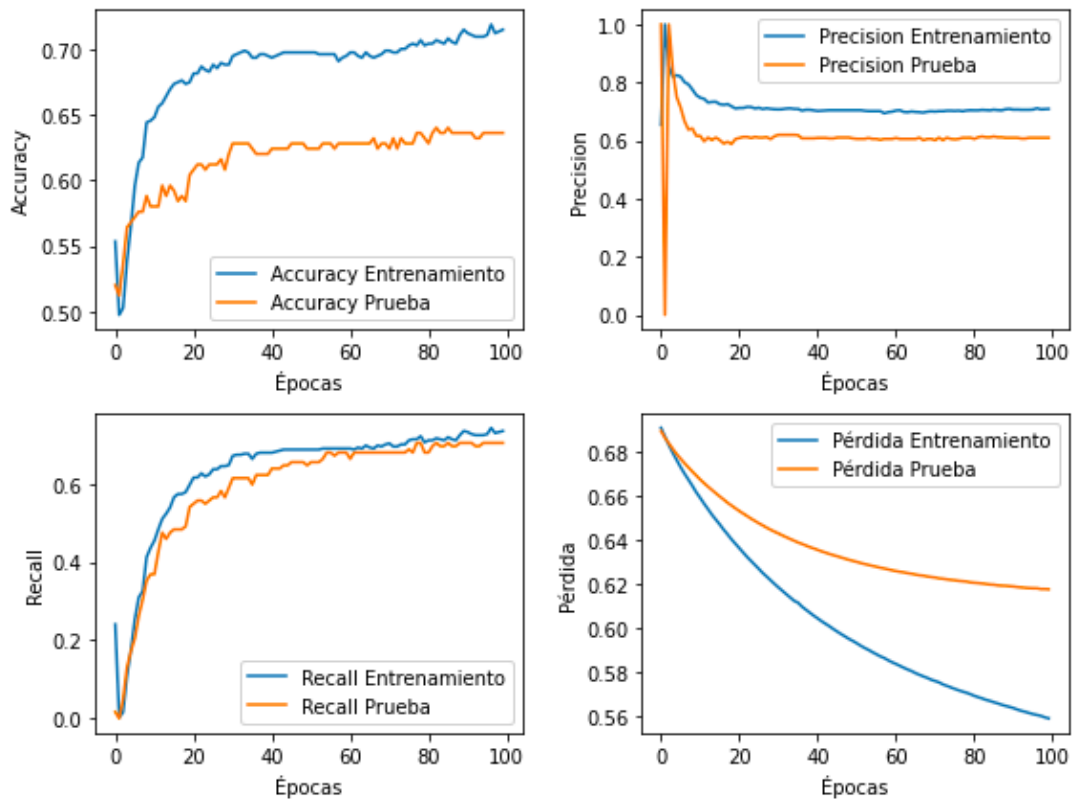 Accuracy
0.70
0.65
0.60
0.55
0.50
Accuracy Entrenamiento
Accuracy Prueba
0 20 40 60 80 100
Épocas
Precision
1.0
0.8
0.6
0.4
0.2
0.0
Precision Entrenamiento
Precision Prueba
0 20 40 60 80 100
Épocas
Recall
0.6
0.4
0.2
0.0
Recall Entrenamiento
Recall Prueba
0 20 40 60 80 100
Épocas
Pérdida
0.68
0.66
0.64
0.62
0.60
0.58
0.56
Pérdida Entrenamiento
Pérdida Prueba
0 20 40 60 80 100
Épocas